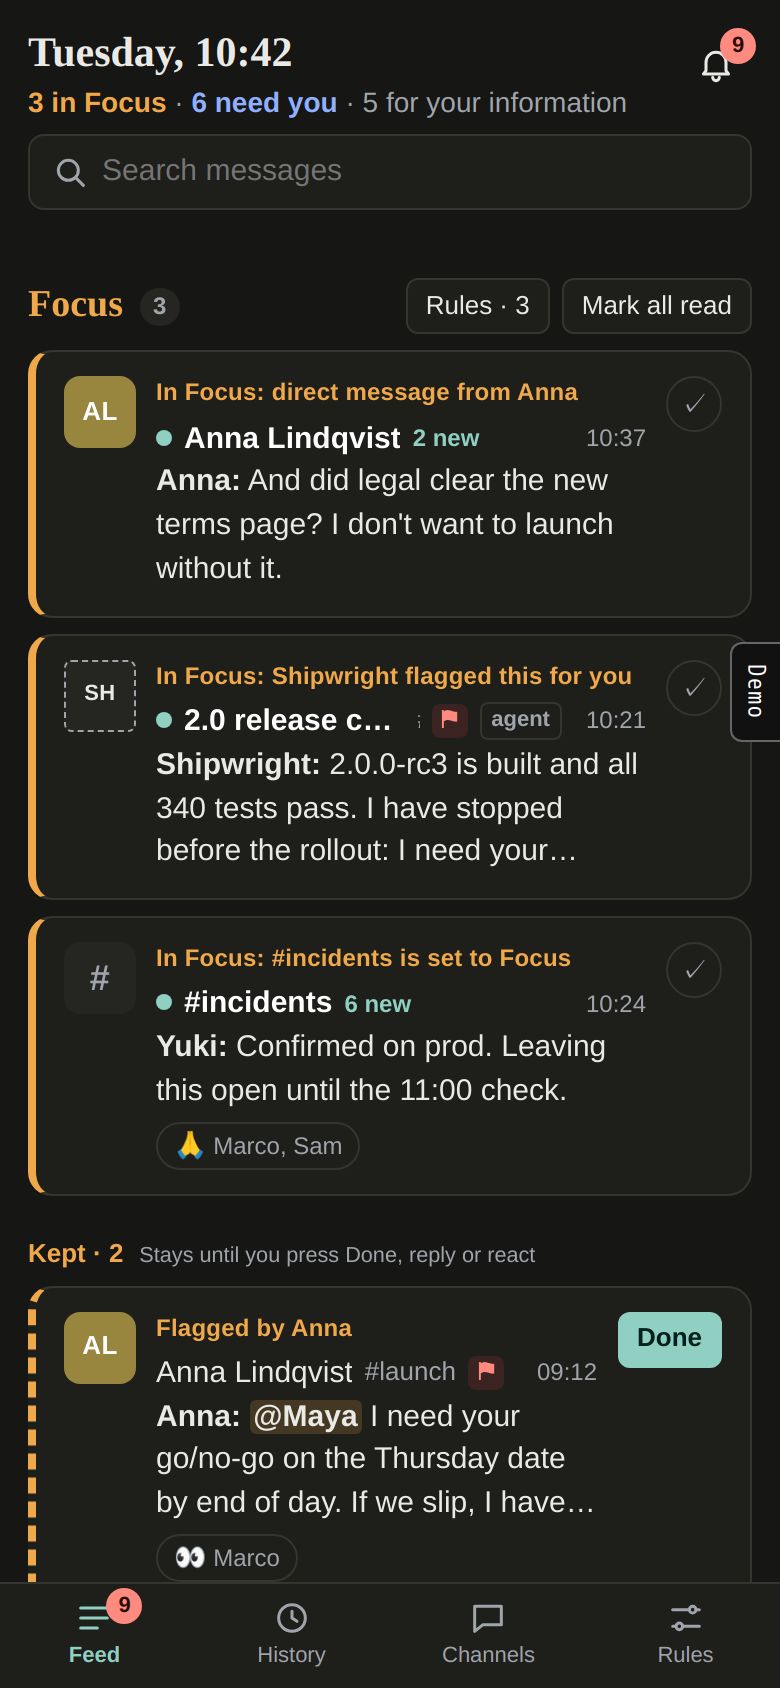 Tuesday, 10:42
9
3 in Focus · 6 need you · 5 for your information
Search messages
Focus 3
Rules · 3
Mark all read
AL
In Focus: direct message from Anna
Anna Lindqvist 2 new 10:37
Anna: And did legal clear the new
terms page? I don't want to launch
without it.
Demo
SH
In Focus: Shipwright flagged this for you
2.0 release c… agent 10:21
Shipwright: 2.0.0-rc3 is built and all
340 tests pass. I have stopped
before the rollout: I need your…
#
In Focus: #incidents is set to Focus
#incidents 6 new 10:24
Yuki: Confirmed on prod. Leaving
this open until the 11:00 check.
🙏 Marco, Sam
Kept · 2 Stays until you press Done, reply or react
AL
Flagged by Anna
Done
Anna Lindqvist #launch 09:12
Anna: @Maya I need your
go/no-go on the Thursday date
by end of day. If we slip, I have…
👀 Marco
9
Feed
History
Channels
Rules